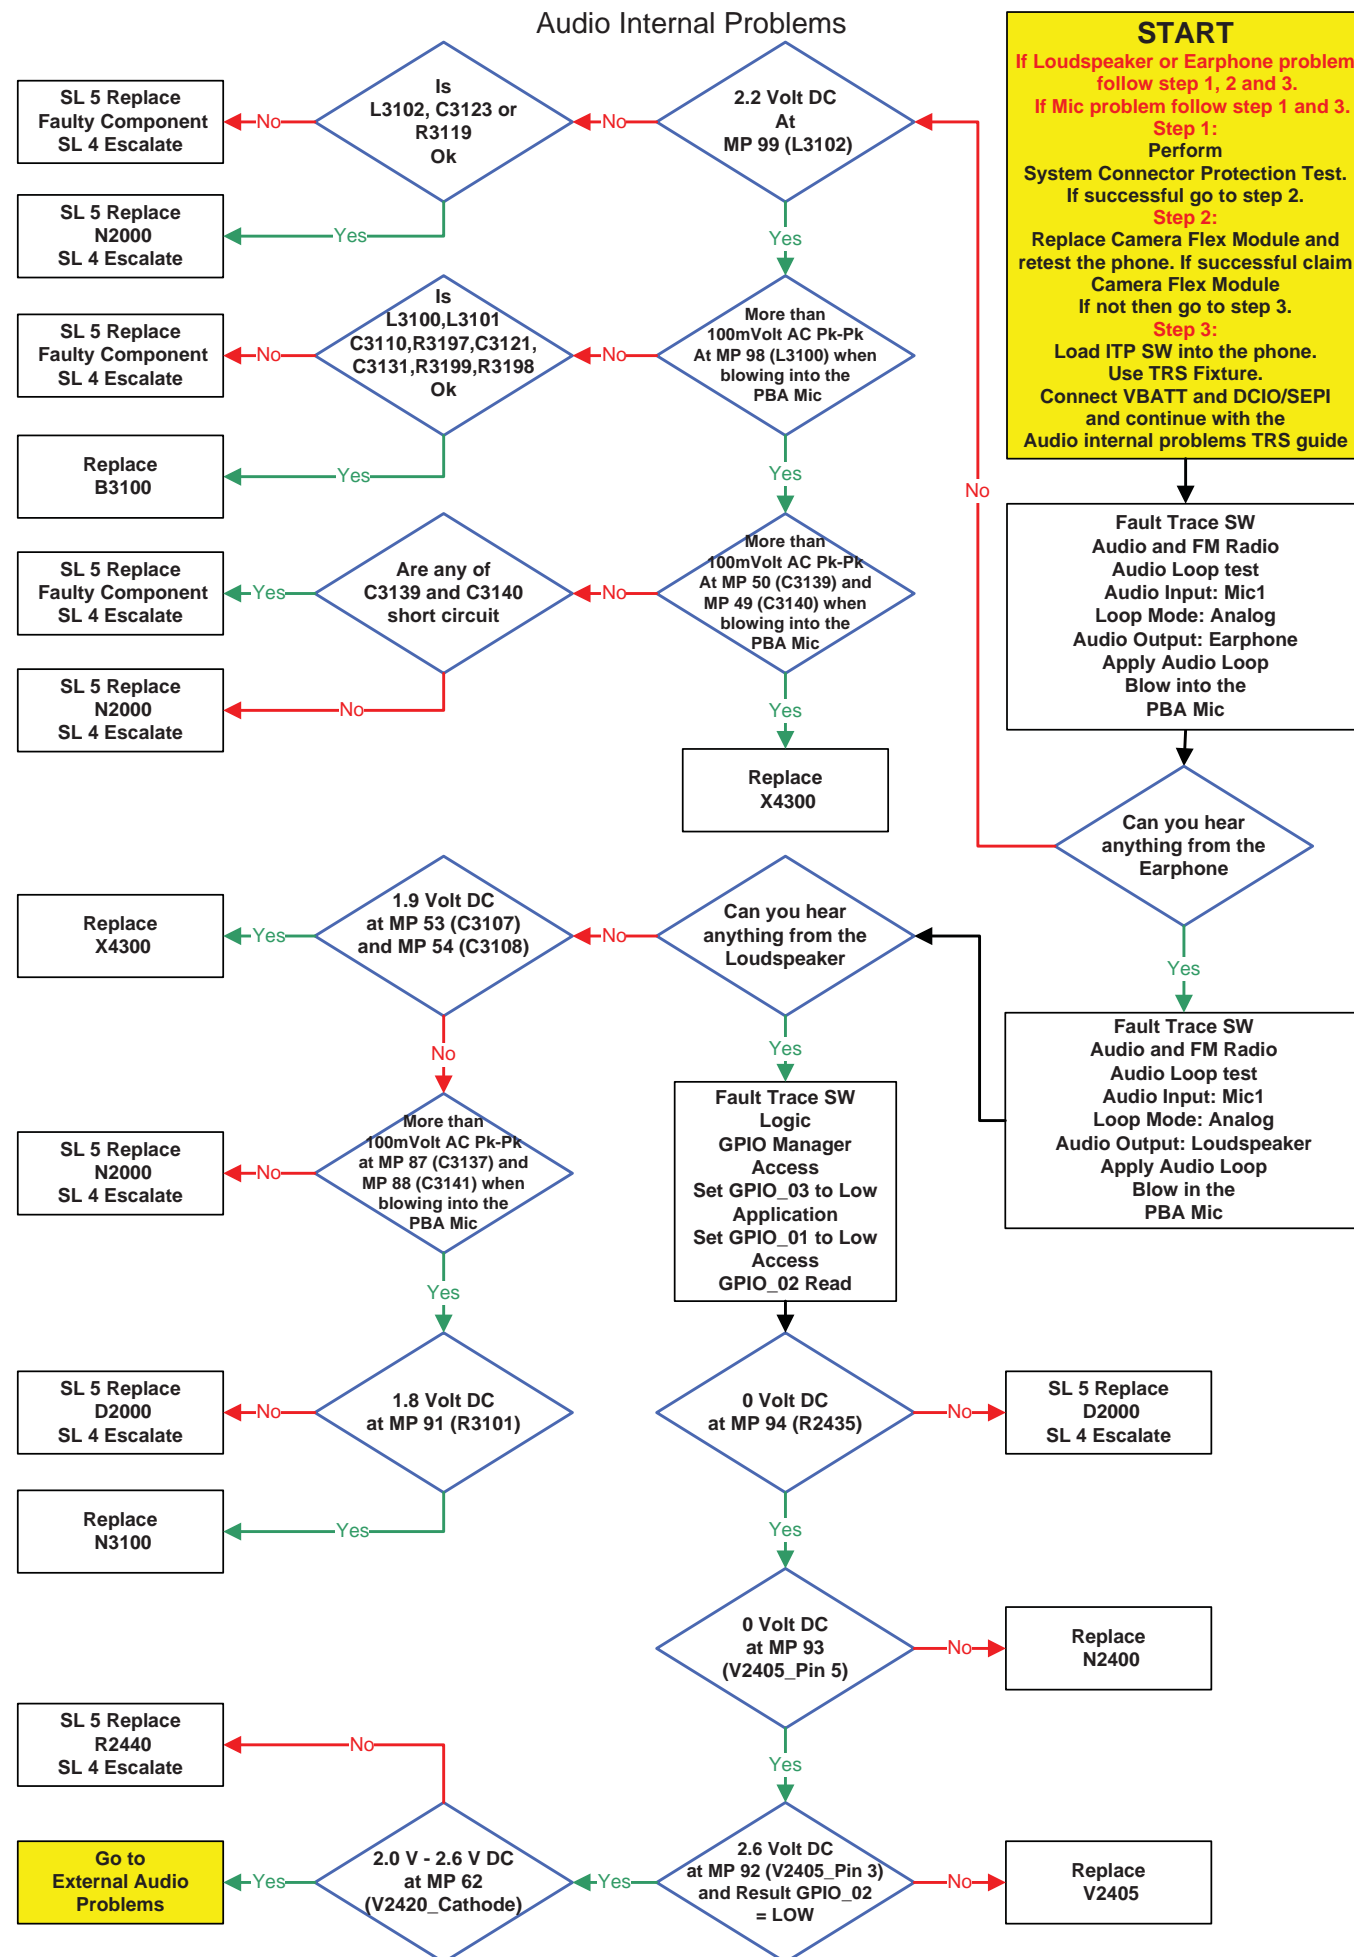 Audio Internal Problems
START
If Loudspeaker or Earphone problem
follow step 1, 2 and 3.
If Mic problem follow step 1 and 3.
Step 1:
Perform
System Connector Protection Test.
If successful go to step 2.
Step 2:
Replace Camera Flex Module and
retest the phone. If successful claim
Camera Flex Module
If not then go to step 3.
Step 3:
Load ITP SW into the phone.
Use TRS Fixture.
Connect VBATT and DCIO/SEPI
and continue with the
Audio internal problems TRS guide
Fault Trace SW
Audio and FM Radio
Audio Loop test
Audio Input: Mic1
Loop Mode: Analog
Audio Output: Earphone
Apply Audio Loop
Blow into the
PBA Mic
Can you hear
anything from the
Earphone
No
Yes
2.2 Volt DC
At
MP 99 (L3102)
No
Yes
Is
L3102, C3123 or
R3119
Ok
No
Yes
SL 5 Replace
Faulty Component
SL 4 Escalate
SL 5 Replace
N2000
SL 4 Escalate
More than
100mVolt AC Pk-Pk
At MP 98 (L3100) when
blowing into the
PBA Mic
No
Yes
Is
L3100,L3101
C3110,R3197,C3121,
C3131,R3199,R3198
Ok
No
Yes
SL 5 Replace
Faulty Component
SL 4 Escalate
Replace
B3100
More than
100mVolt AC Pk-Pk
At MP 50 (C3139) and
MP 49 (C3140) when
blowing into the
PBA Mic
No
Yes
Are any of
C3139 and C3140
short circuit
Yes
No
SL 5 Replace
Faulty Component
SL 4 Escalate
SL 5 Replace
N2000
SL 4 Escalate
Replace
X4300
Fault Trace SW
Audio and FM Radio
Audio Loop test
Audio Input: Mic1
Loop Mode: Analog
Audio Output: Loudspeaker
Apply Audio Loop
Blow in the
PBA Mic
Can you hear
anything from the
Loudspeaker
No
Yes
1.9 Volt DC
at MP 53 (C3107)
and MP 54 (C3108)
Yes
No
Replace
X4300
More than
100mVolt AC Pk-Pk
at MP 87 (C3137) and
MP 88 (C3141) when
blowing into the
PBA Mic
No
Yes
SL 5 Replace
N2000
SL 4 Escalate
1.8 Volt DC
at MP 91 (R3101)
No
Yes
SL 5 Replace
D2000
SL 4 Escalate
Replace
N3100
Fault Trace SW
Logic
GPIO Manager
Access
Set GPIO_03 to Low
Application
Set GPIO_01 to Low
Access
GPIO_02 Read
0 Volt DC
at MP 94 (R2435)
No
Yes
SL 5 Replace
D2000
SL 4 Escalate
0 Volt DC
at MP 93
(V2405_Pin 5)
No
Yes
Replace
N2400
2.6 Volt DC
at MP 92 (V2405_Pin 3)
and Result GPIO_02
= LOW
No
Yes
Replace
V2405
2.0 V - 2.6 V DC
at MP 62
(V2420_Cathode)
No
Yes
SL 5 Replace
R2440
SL 4 Escalate
Go to
External Audio
Problems